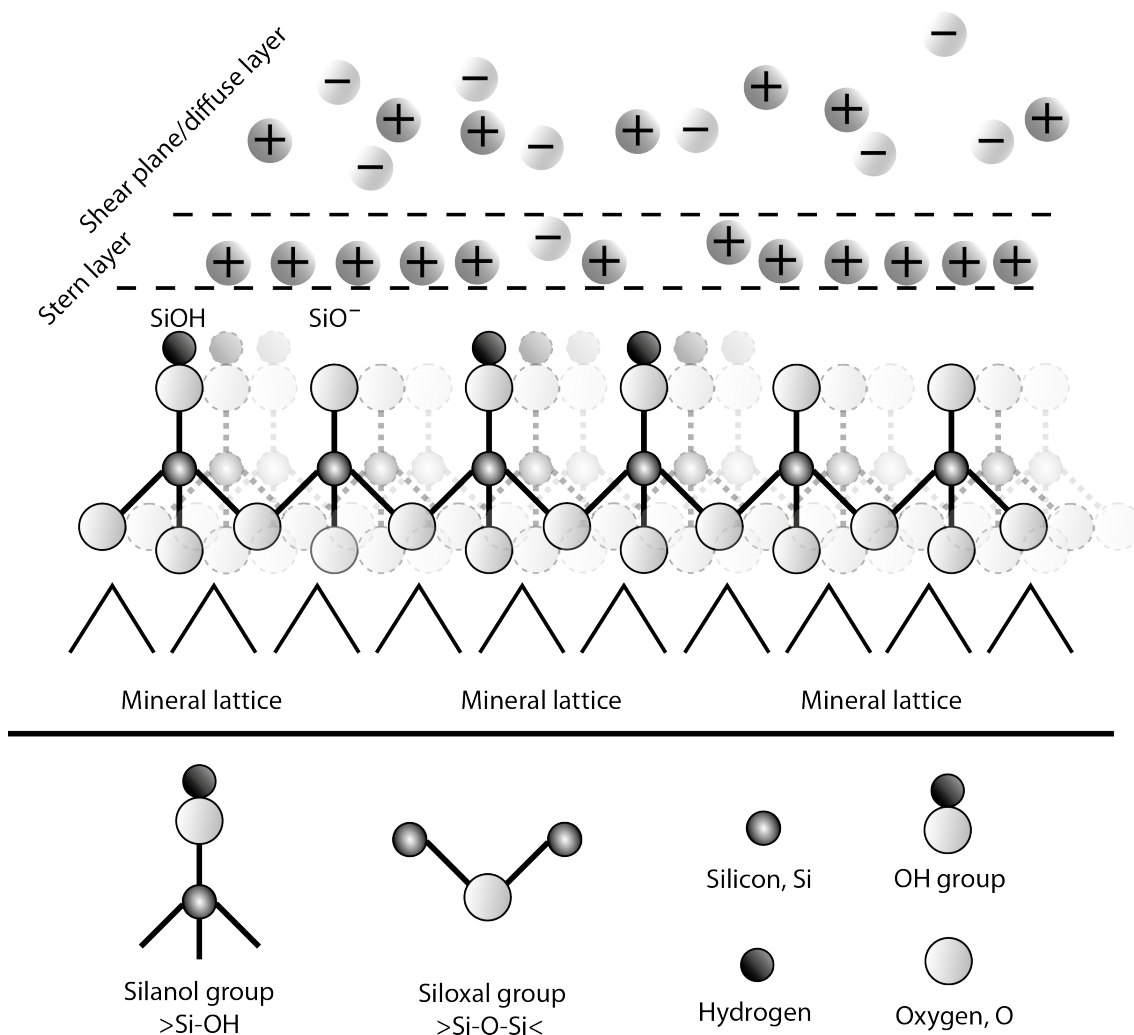 Shear plane/diffuse layer
Stern layer
SiOH
SiO⁻
Mineral lattice
Mineral lattice
Mineral lattice
Silanol group
>Si-OH
Siloxal group
>Si-O-Si<
Silicon, Si
OH group
Hydrogen
Oxygen, O